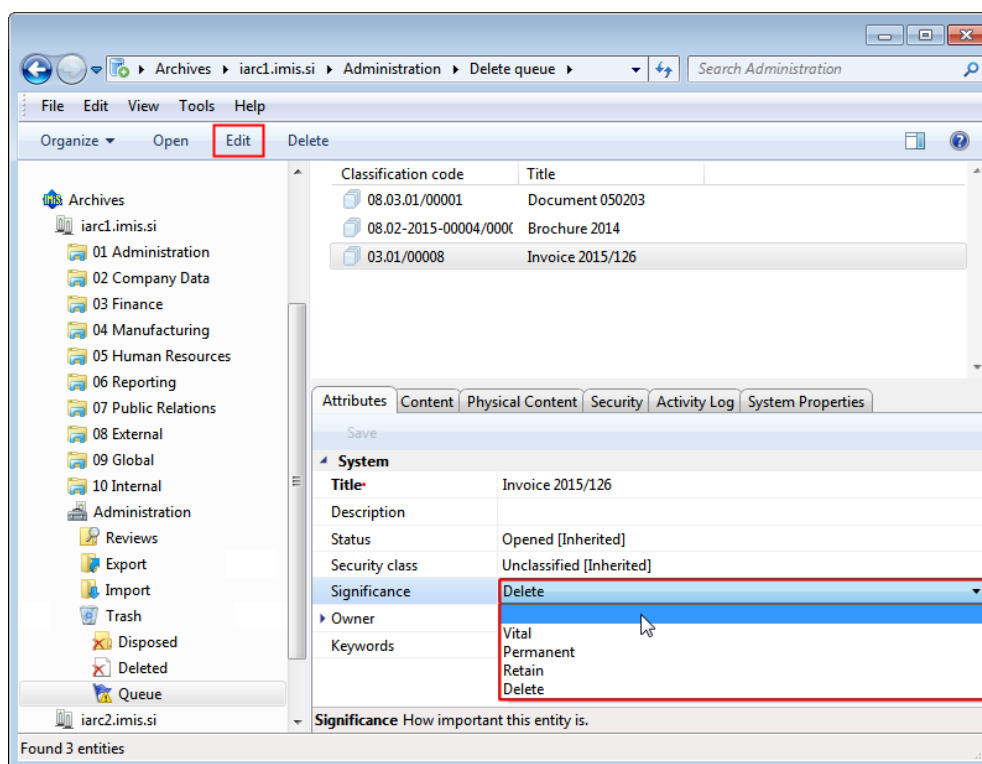 Archives iarc1.imis.si Administration Delete queue Search Administration
File Edit View Tools Help
Organize Open Edit Delete
Archives
iarc1.imis.si
01 Administration
02 Company Data
03 Finance
04 Manufacturing
05 Human Resources
06 Reporting
07 Public Relations
08 External
09 Global
10 Internal
Administration
Reviews
Export
Import
Trash
Disposed
Deleted
Queue
iarc2.imis.si
Classification code Title
08.03.01/00001 Document 050203
08.02-2015-00004/000( Brochure 2014
03.01/00008 Invoice 2015/126
Attributes Content Physical Content Security Activity Log System Properties
Save
System
Title* Invoice 2015/126
Description
Status Opened [Inherited]
Security class Unclassified [Inherited]
Significance Delete
Owner
Keywords
Vital
Permanent
Retain
Delete
Significance How important this entity is.
Found 3 entities